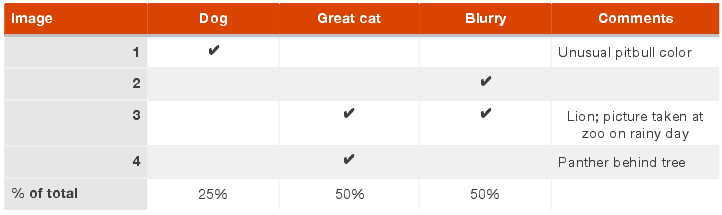 Image Dog Great cat Blurry Comments
1 ✔ Unusual pitbull color
2 ✔
3 ✔ ✔ Lion; picture taken at
zoo on rainy day
4 ✔ Panther behind tree
% of total 25% 50% 50%